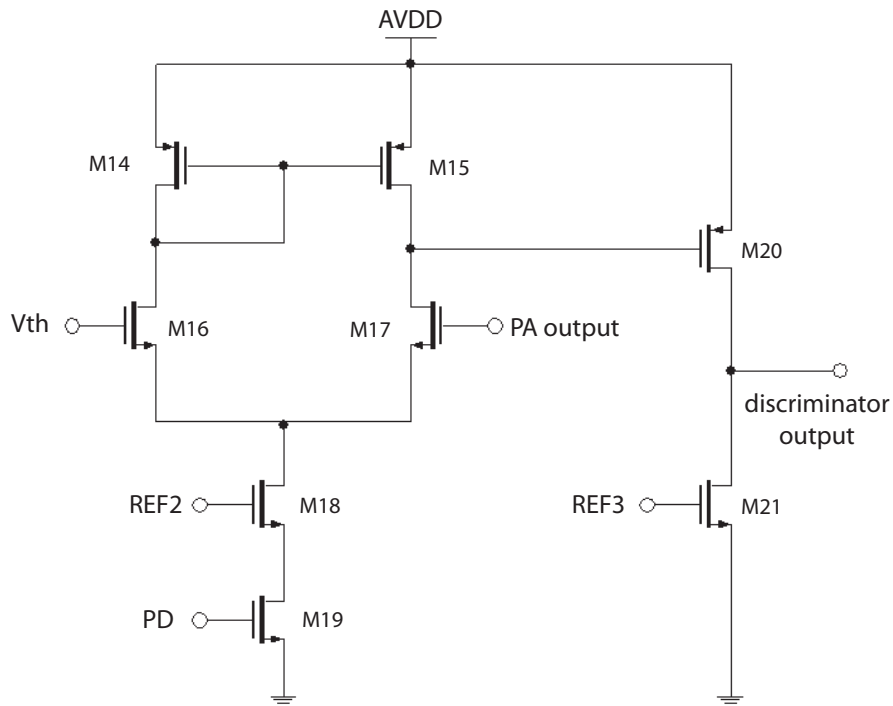 AVDD
M14
M15
M20
Vth
M16
M17
PA output
discriminator
output
REF2
M18
REF3
M21
PD
M19